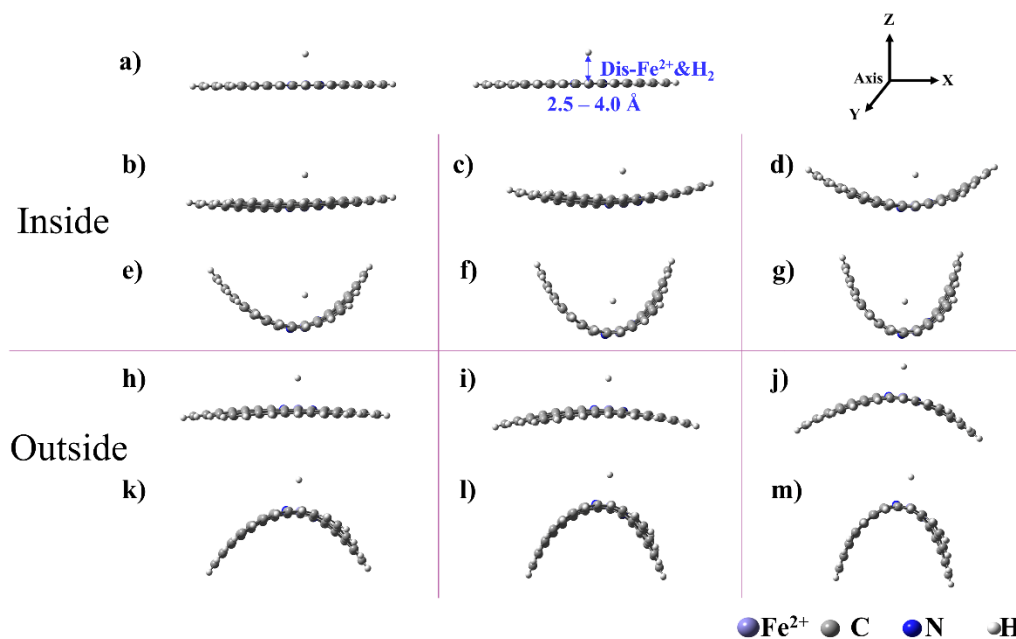 a)
Dis-Fe²⁺&H₂
2.5 – 4.0 Å
Z
Axis
X
Y
b)
c)
d)
Inside
e)
f)
g)
h)
i)
j)
Outside
k)
l)
m)
Fe²⁺ C N H